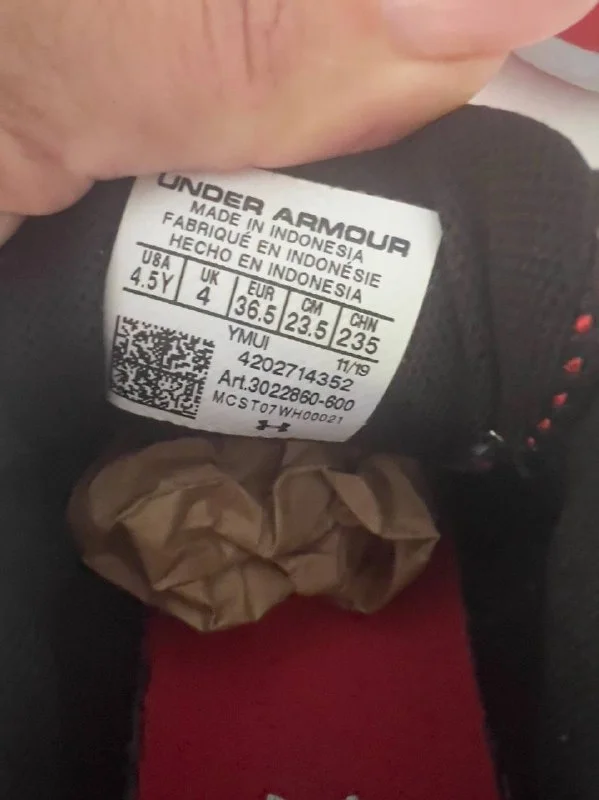 UNDER ARMOUR
MADE IN INDONESIA
FABRIQUÉ EN INDONÉSIE
HECHO EN INDONESIA
USA UK EUR CM CHN
4.5Y 4 36.5 23.5 235
YMUI 11/19
4202714352
Art.3022860-600
MCST07WH00021